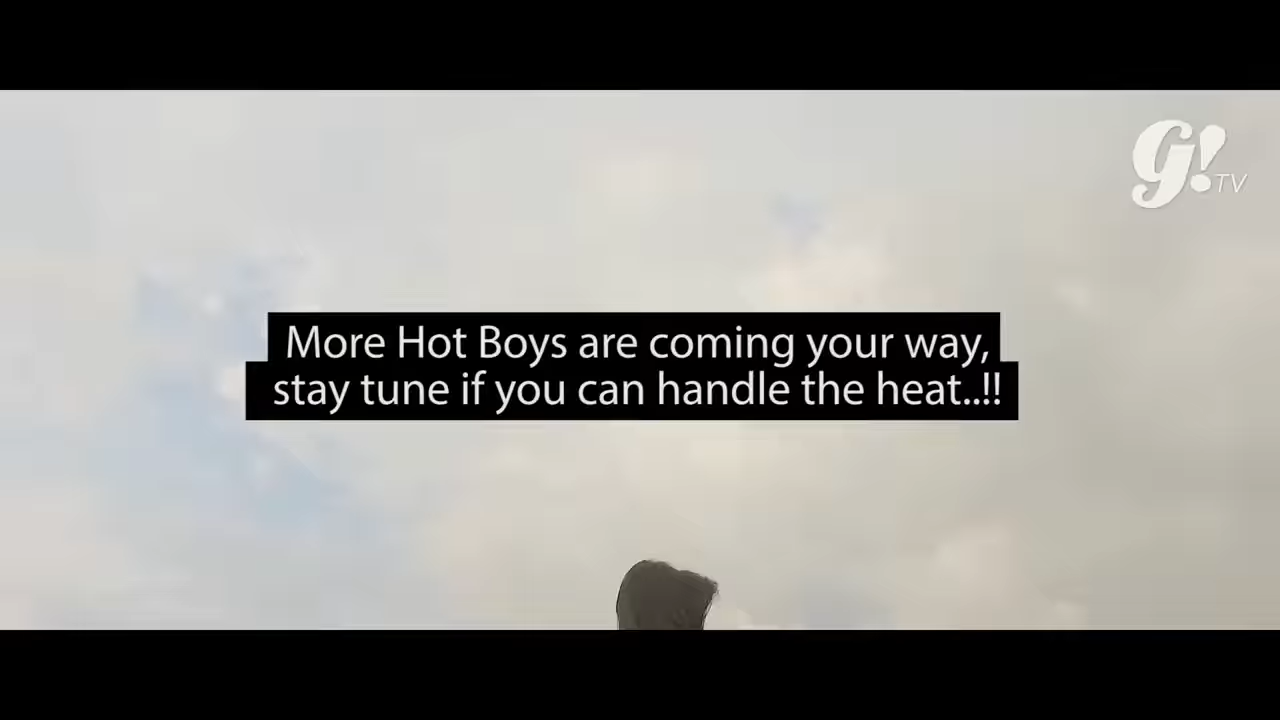 G!TV
More Hot Boys are coming your way,
stay tune if you can handle the heat..!!